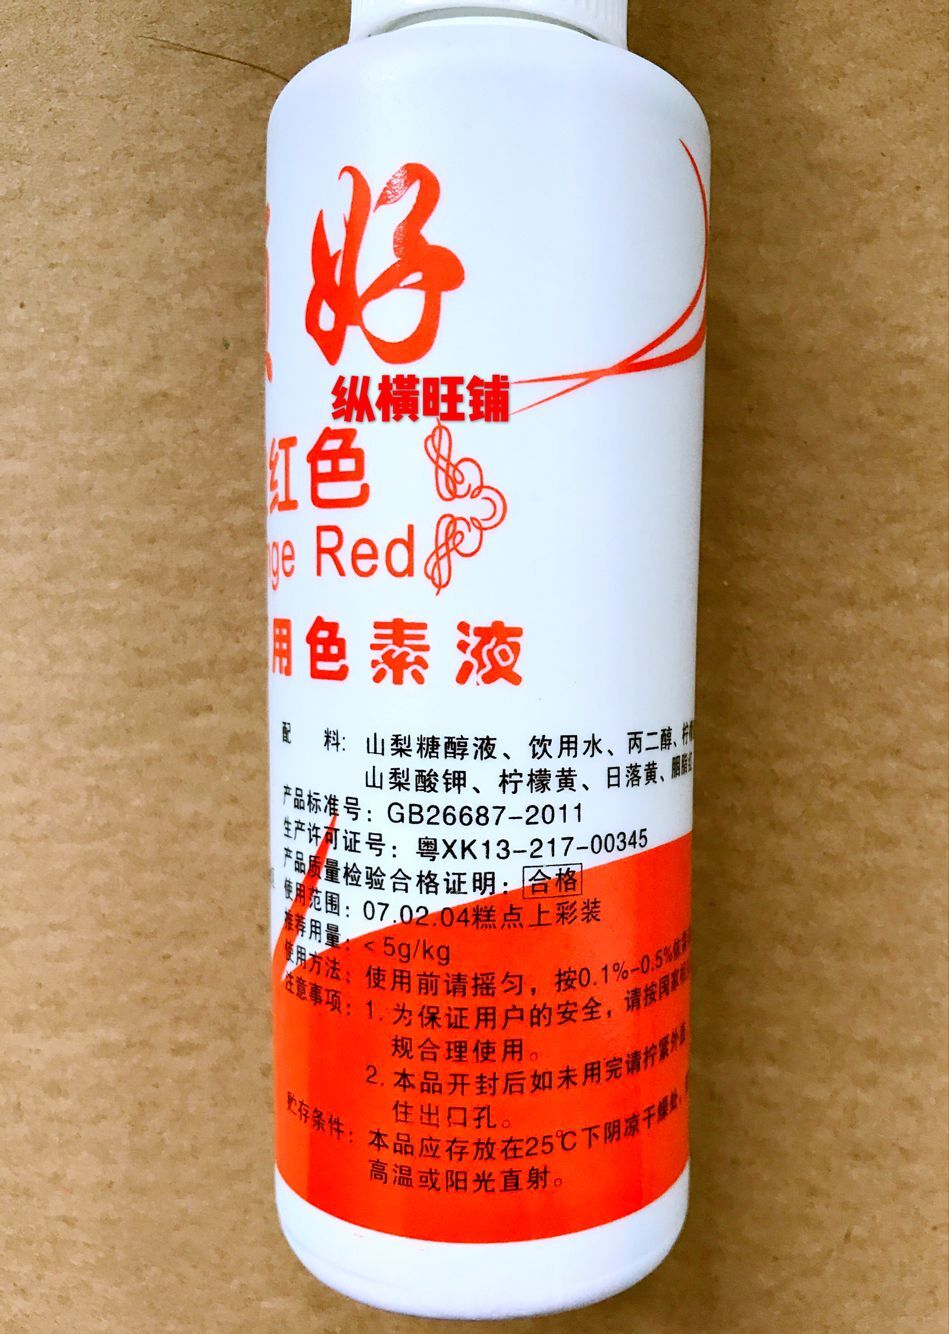 好
纵横旺铺
红色
ge Red
用色素液
配 料: 山梨糖醇液、饮用水、丙二醇、柠
山梨酸钾、柠檬黄、日落黄、胭脂
产品标准号: GB26687-2011
生产许可证号: 粤XK13-217-00345
产品质量检验合格证明: 合格
使用范围: 07.02.04糕点上彩装
推荐用量: <5g/kg
使用方法: 使用前请摇匀, 按0.1%-0.5%
注意事项: 1. 为保证用户的安全, 请按国家
规合理使用。
2. 本品开封后如未用完请拧紧外盖
住出口孔。
贮存条件: 本品应存放在25℃下阴凉干燥处,
高温或阳光直射。